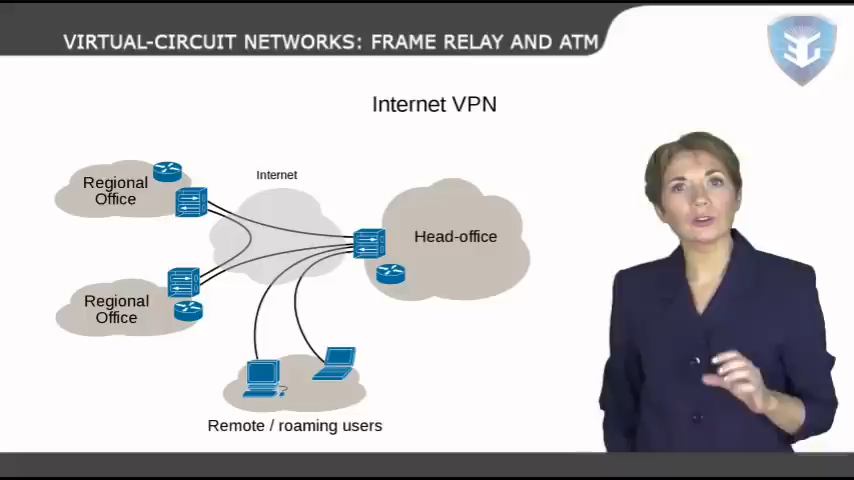 VIRTUAL-CIRCUIT NETWORKS: FRAME RELAY AND ATM
Internet VPN
Internet
Regional
Office
Head-office
Regional
Office
Remote / roaming users